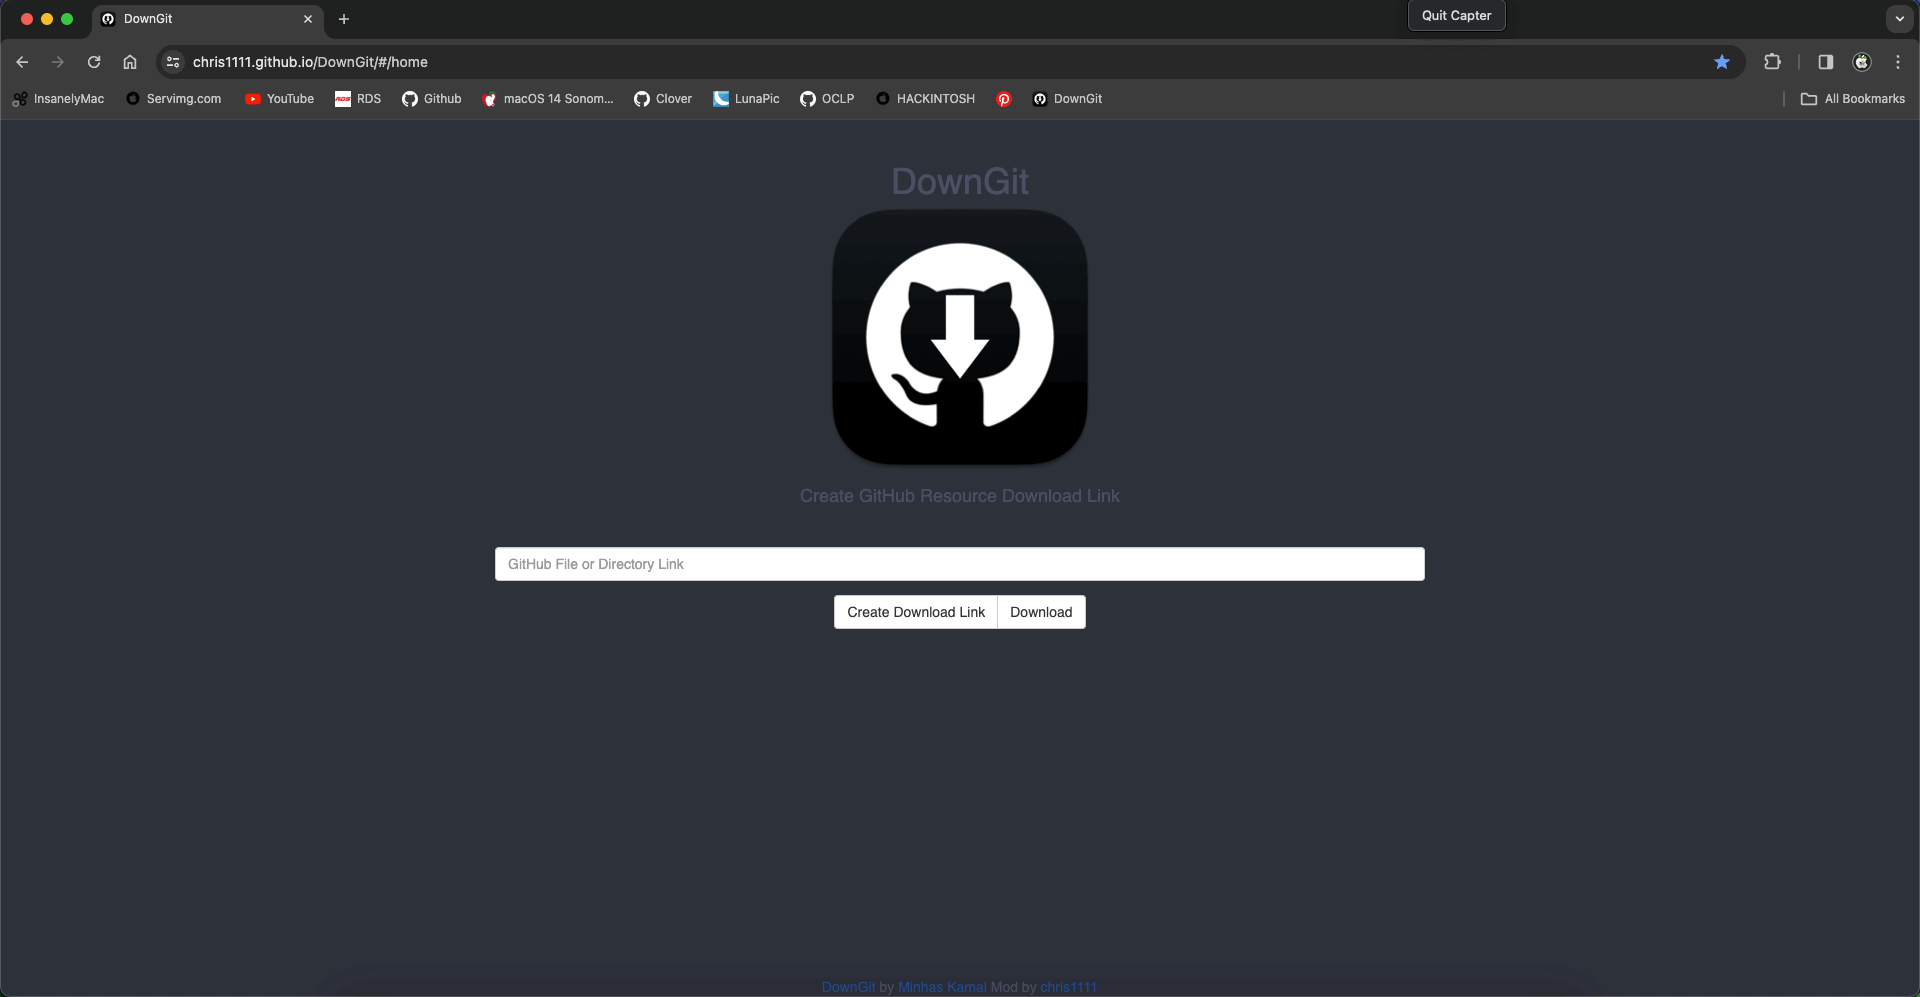 DownGit
Quit Capter
chris1111.github.io/DownGit/#/home
InsanelyMac Servimg.com YouTube RDS Github macOS 14 Sonom... Clover LunaPic OCLP HACKINTOSH DownGit All Bookmarks
DownGit
Create GitHub Resource Download Link
GitHub File or Directory Link
Create Download Link Download
DownGit by Minhas Kamal Mod by chris1111